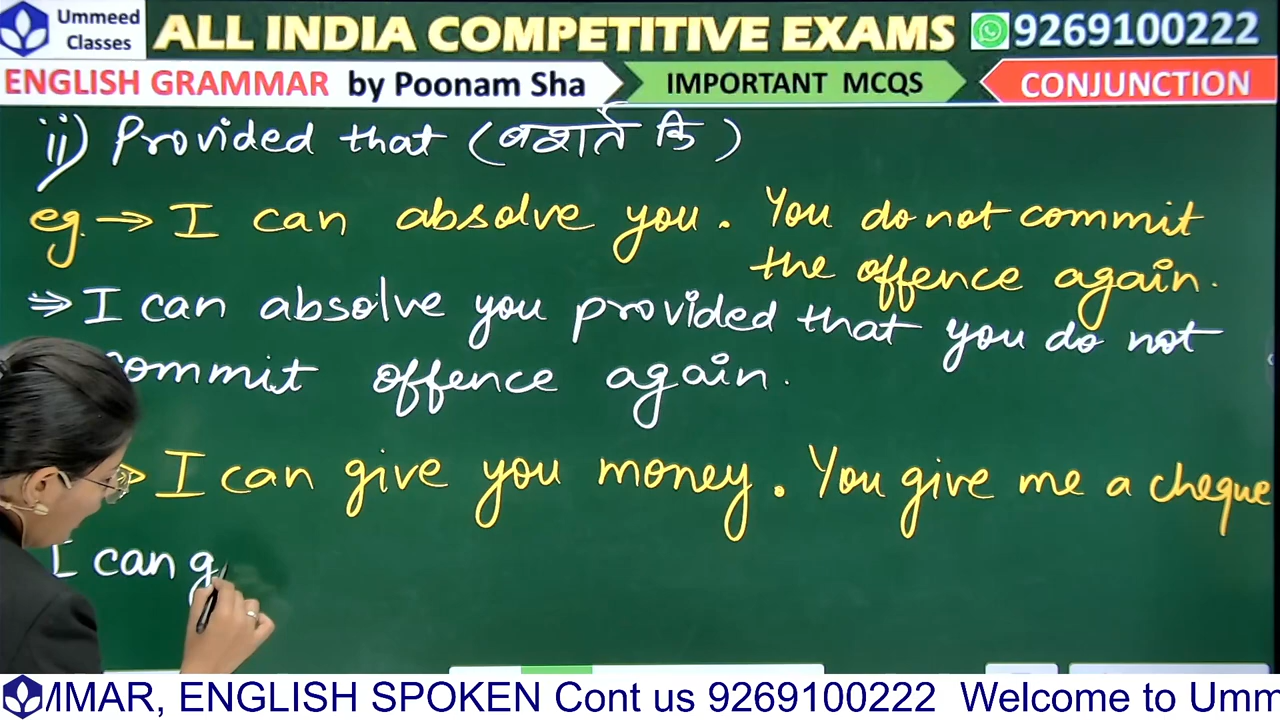 Ummeed
Classes
ALL INDIA COMPETITIVE EXAMS
9269100222
ENGLISH GRAMMAR by Poonam Sha
IMPORTANT MCQS
CONJUNCTION
ii) Provided that (बशर्ते कि)
eg. → I can absolve you. You do not commit
the offence again.
⇒ I can absolve you provided that you do not
commit offence again.
⇒ I can give you money. You give me a cheque
I can g
MMAR, ENGLISH SPOKEN Cont us 9269100222 Welcome to Umm